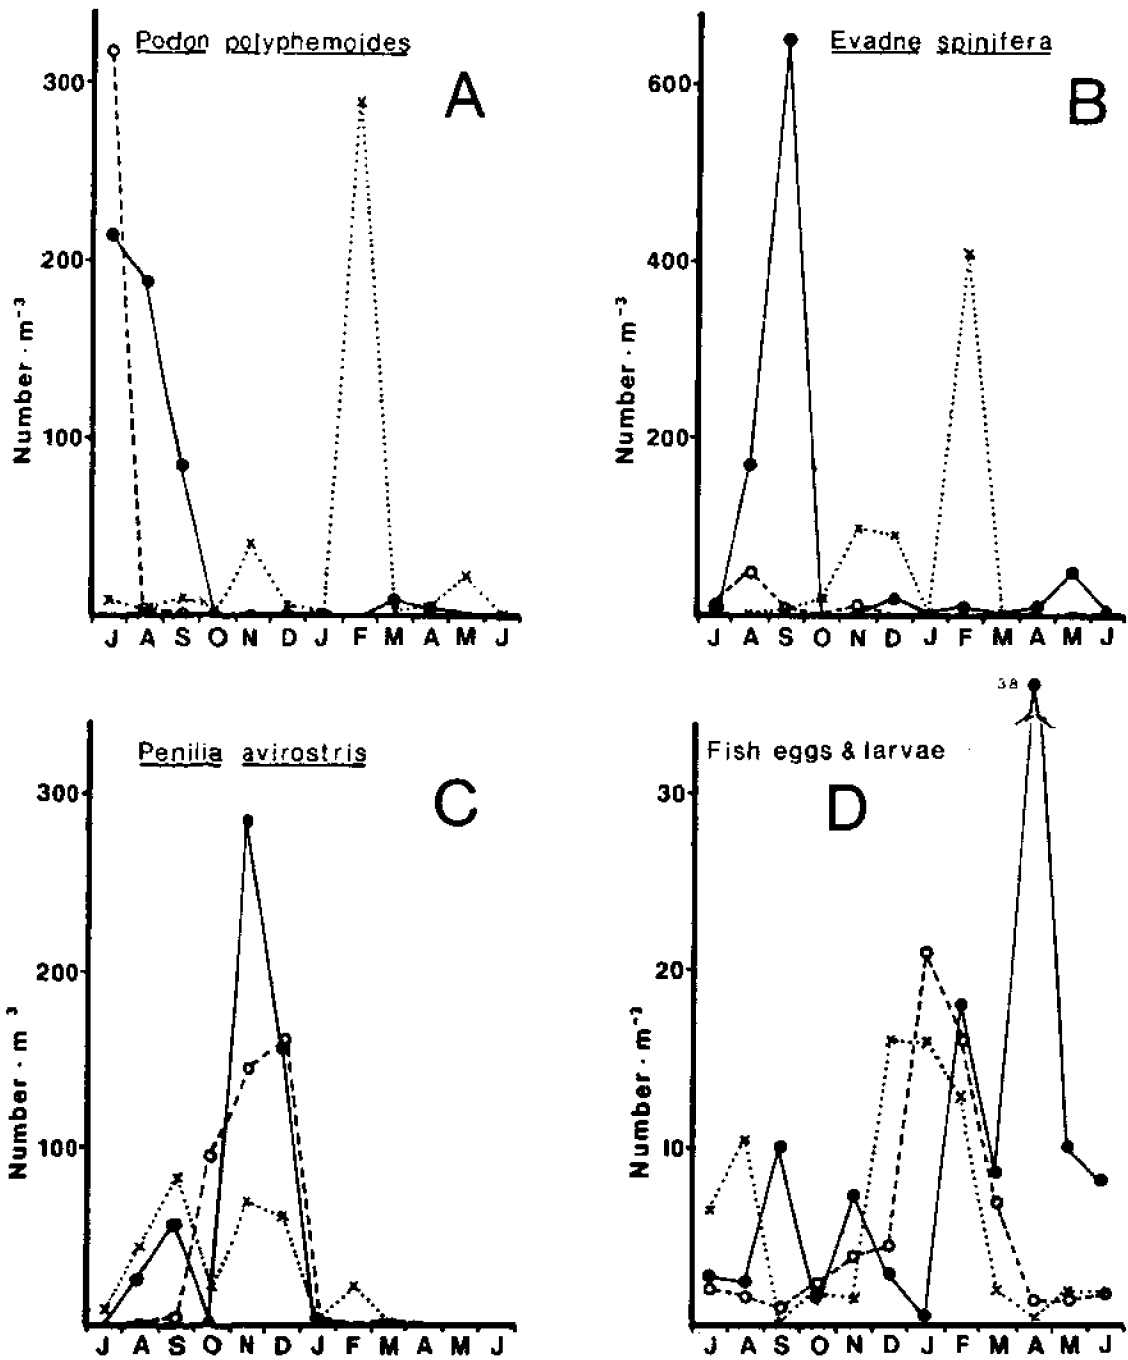 Podon polyphemoides
A
300
200
100
Number · m⁻³
J A S O N D J F M A M J
Evadne spinifera
B
600
400
200
Number · m⁻³
J A S O N D J F M A M J
Penilia avirostris
C
300
200
100
Number · m⁻³
J A S O N D J F M A M J
38
Fish eggs & larvae
D
30
20
10
Number · m⁻³
J A S O N D J F M A M J